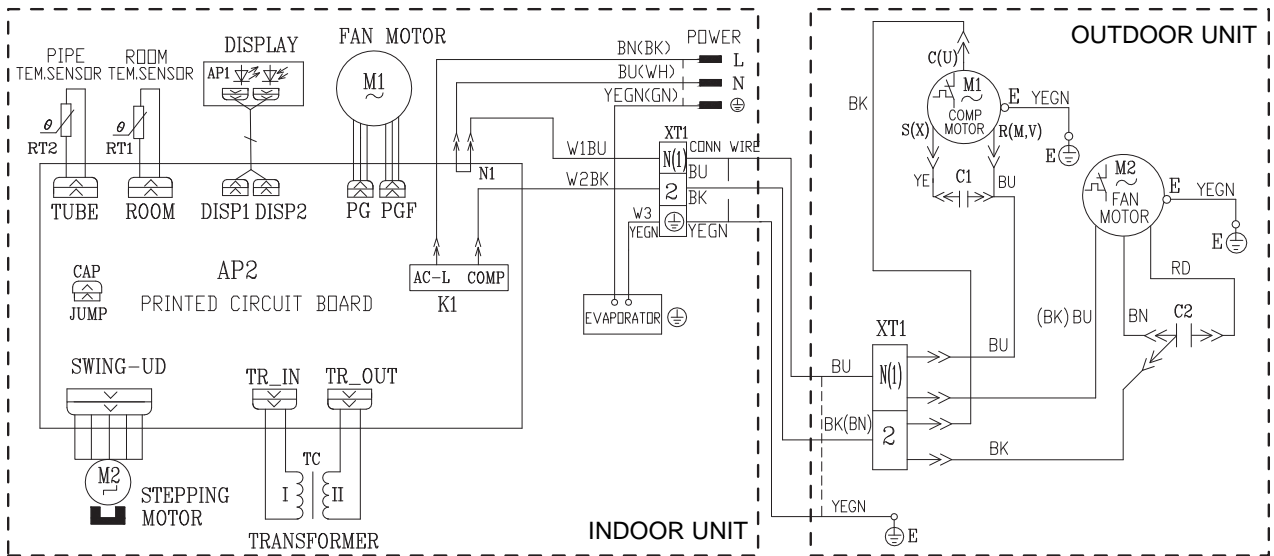 PIPE
TEM.SENSOR
ROOM
TEM.SENSOR
DISPLAY
AP1
FAN MOTOR
M1
~
θ
RT2
θ
RT1
TUBE
ROOM
DISP1 DISP2
PG PGF
BN(BK)
BU(WH)
YEGN(GN)
POWER
L
N
N1
W1BU
W2BK
W3
YEGN
XT1
N(1)
2
CONN WIRE
BU
BK
YEGN
AC-L COMP
K1
EVAPORATOR
CAP
JUMP
AP2
PRINTED CIRCUIT BOARD
SWING-UD
TR_IN
TR_OUT
M2
STEPPING
MOTOR
TC
I
II
TRANSFORMER
INDOOR UNIT
OUTDOOR UNIT
C(U)
BK
M1
~
COMP
MOTOR
S(X)
R(M,V)
E
YEGN
E
YE
C1
BU
M2
~
FAN
MOTOR
E
YEGN
E
RD
(BK)BU
BN
C2
XT1
BU
BU
N(1)
BK(BN)
2
BK
YEGN
E